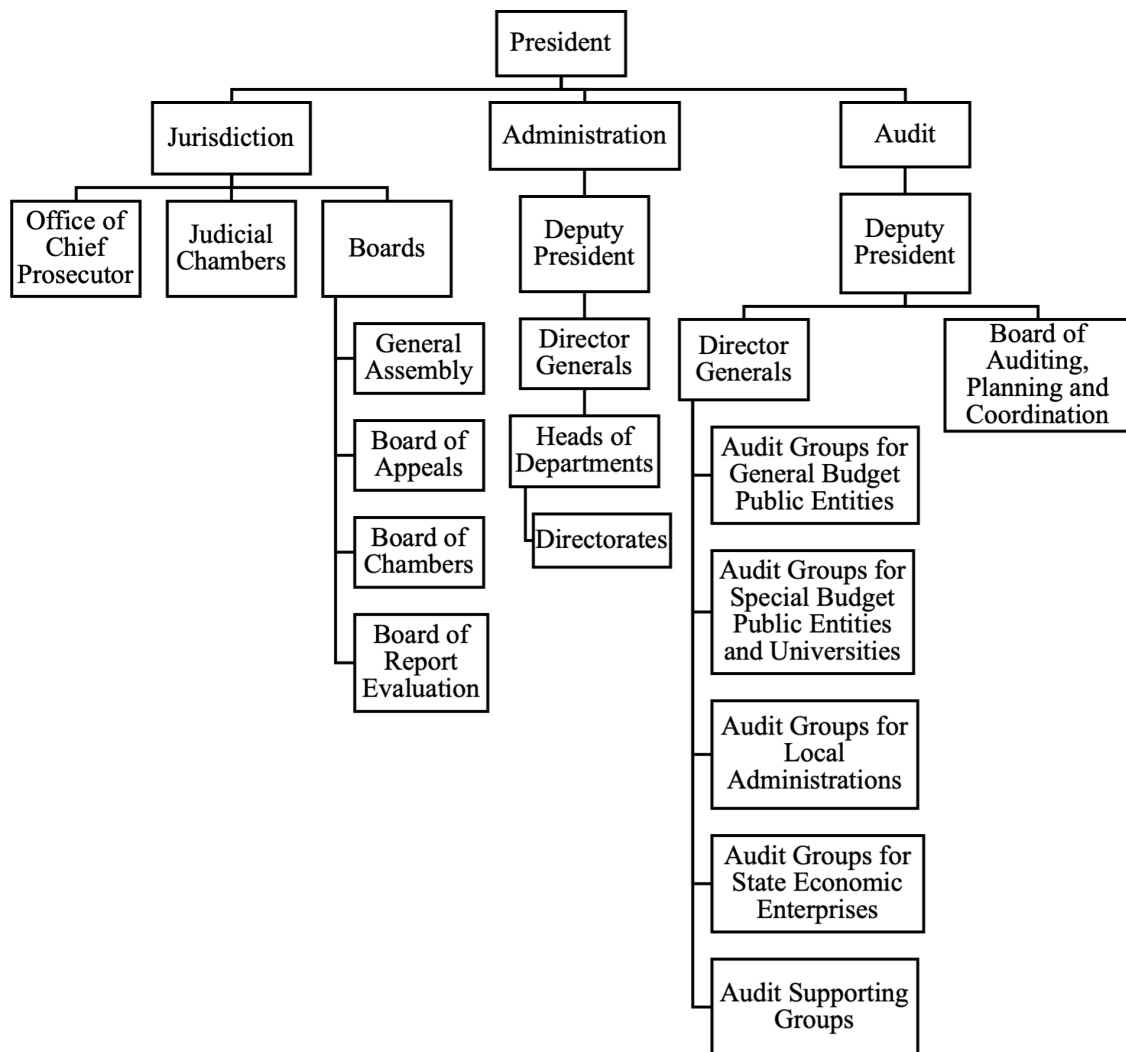 President
Jurisdiction
Administration
Audit
Office of
Chief
Prosecutor
Judicial
Chambers
Boards
Deputy
President
Deputy
President
General
Assembly
Board of
Appeals
Board of
Chambers
Board of
Report
Evaluation
Director
Generals
Heads of
Departments
Directorates
Director
Generals
Board of
Auditing,
Planning and
Coordination
Audit Groups for
General Budget
Public Entities
Audit Groups for
Special Budget
Public Entities
and Universities
Audit Groups for
Local
Administrations
Audit Groups for
State Economic
Enterprises
Audit Supporting
Groups